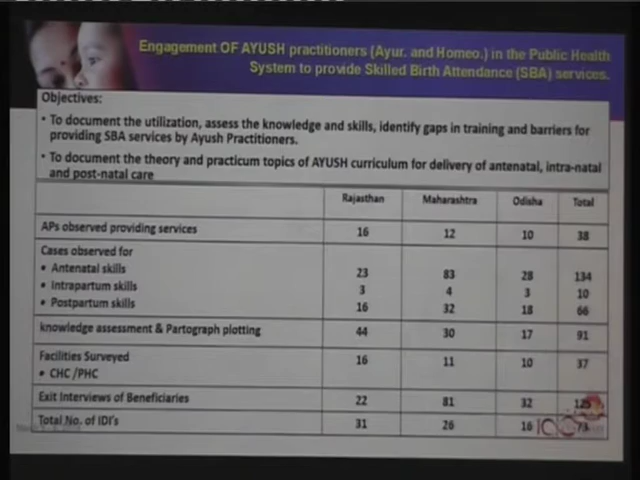 Engagement OF AYUSH practitioners (Ayur. and Homeo.) in the Public Health
System to provide Skilled Birth Attendance (SBA) services.
Objectives:
• To document the utilization, assess the knowledge and skills, identify gaps in training and barriers for
providing SBA services by Ayush Practitioners.
• To document the theory and practicum topics of AYUSH curriculum for delivery of antenatal, intra-natal
and post-natal care
Rajasthan Maharashtra Odisha Total
APs observed providing services 16 12 10 38
Cases observed for
• Antenatal skills 23 83 28 134
• Intrapartum skills 3 4 3 10
• Postpartum skills 16 32 18 66
knowledge assessment & Partograph plotting 44 30 17 91
Facilities Surveyed 16 11 10 37
• CHC /PHC
Exit Interviews of Beneficiaries 22 81 32
Total No. of IDI's 31 26 16 73